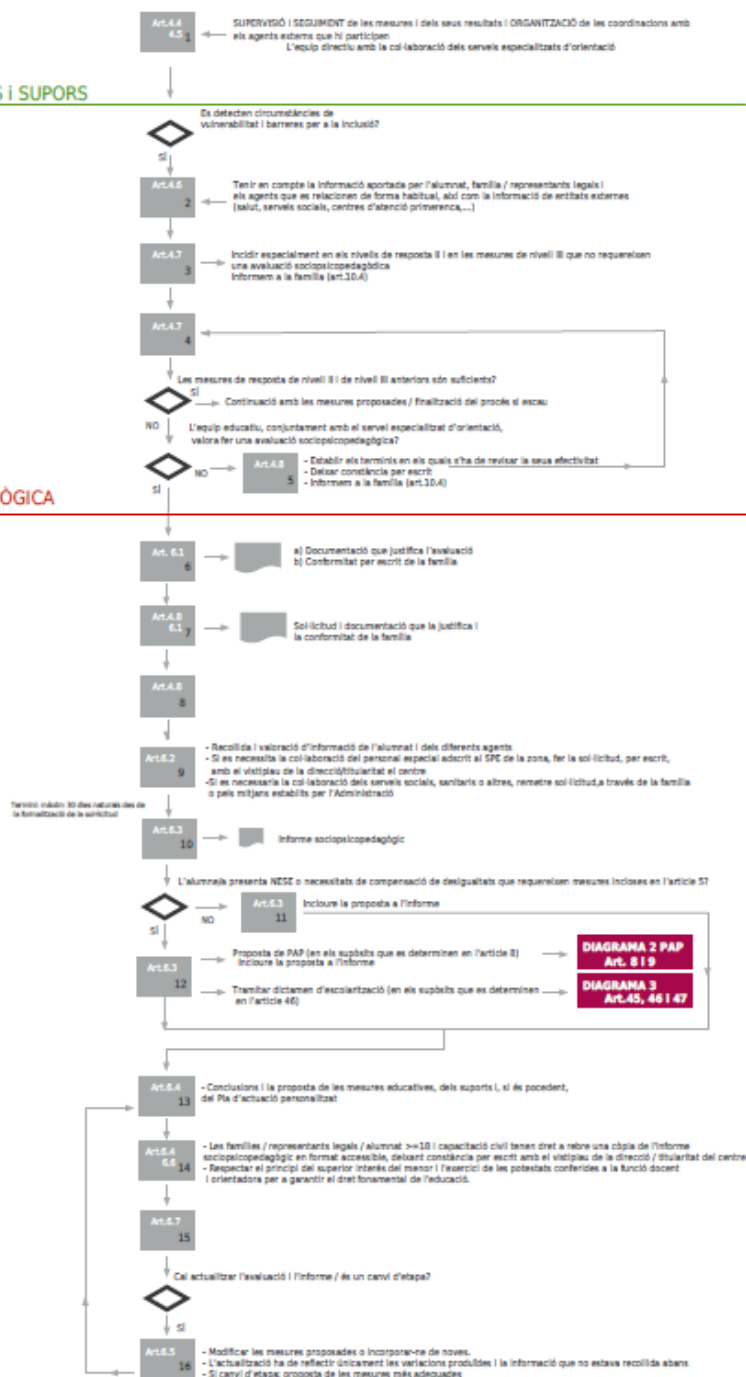 Art.4.4
4.5 1
SUPERVISIÓ i SEGUIMENT de les mesures i dels seus resultats i ORGANITZACIÓ de les coordinacions amb
els agents externs que hi participen
L'equip directiu amb la col·laboració dels serveis especialitzats d'orientació
S i SUPORS
Es detecten circumstàncies de
vulnerabilitat i barreres per a la inclusió?
SI
Art.4.6
2
Tenir en compte la informació aportada per l'alumnat, família / representants legals i
els agents que es relacionen de forma habitual, així com la informació de entitats externes
(salut, serveis socials, centres d'atenció primerenca,...)
Art.4.7
3
Incidir especialment en els nivells de resposta II i en les mesures de nivell III que no requereixen
una avaluació sociopsicopedagògica
Informem a la família (art.10.4)
Art.4.7
4
Les mesures de resposta de nivell II i de nivell III anteriors són suficients?
SI
Continuació amb les mesures proposades / finalització del procés si escau
NO
L'equip educatiu, conjuntament amb el servei especialitzat d'orientació,
valora fer una avaluació sociopsicopedagògica?
NO
Art.4.8
5
- Establir els terminis en els quals s'ha de revisar la seua efectivitat
- Deixar constància per escrit
- Informem a la família (art.10.4)
SI
ÒGICA
Art. 6.1
6
a) Documentació que justifica l'avaluació
b) Conformitat per escrit de la família
Art.4.8
6.1 7
Sol·licitud i documentació que la justifica i
la conformitat de la família
Art.4.8
8
Art.6.2
9
- Recollida i valoració d'informació de l'alumnat i dels diferents agents
- Si es necessita la col·laboració del personal especial adscrit al SPE de la zona, fer la sol·licitud, per escrit,
amb el vistiplau de la direcció/titularitat el centre
-Si es necessaria la col·laboració dels serveis socials, sanitaris o altres, remetre sol·licitud,a través de la família
o pels mitjans establits per l'Administració
Termini màxim 30 dies naturals des de
la formalització de la sol·licitud
Art.6.3
10
Informe sociopsicopedagògic
L'alumne/a presenta NESE o necessitats de compensació de desigualtats que requereixen mesures incloses en l'article 5?
NO
Art.6.3
11
Incloure la proposta a l'informe
SI
Art.6.3
12
Proposta de PAP (en els supòsits que es determinen en l'article 8)
Incloure la proposta a l'informe
DIAGRAMA 2 PAP
Art. 8 i 9
Tramitar dictamen d'escolarització (en els supòsits que es determinen
en l'article 46)
DIAGRAMA 3
Art.45, 46 i 47
Art.6.4
13
- Conclusions i la proposta de les mesures educatives, dels suports i, si és pocedent,
del Pla d'actuació personalitzat
Art.6.4
6.6 14
- Les famílies / representants legals / alumnat >=18 i capacitació civil tenen dret a rebre una còpia de l'informe
sociopsicopedagògic en format accessible, deixant constància per escrit amb el vistiplau de la direcció / titularitat del centre
- Respectar el principi del superior interés del menor i l'exercici de les potestats conferides a la funció docent
i orientadora per a garantir el dret fonamental de l'educació.
Art.6.7
15
Cal actualitzar l'avaluació i l'informe / és un canvi d'etapa?
SI
Art.6.5
16
- Modificar les mesures proposades o incorporar-ne de noves.
- L'actualització ha de reflectir únicament les variacions produïdes i la informació que no estava recollida abans
- Si canvi d'etapa: proposta de les mesures més adequades